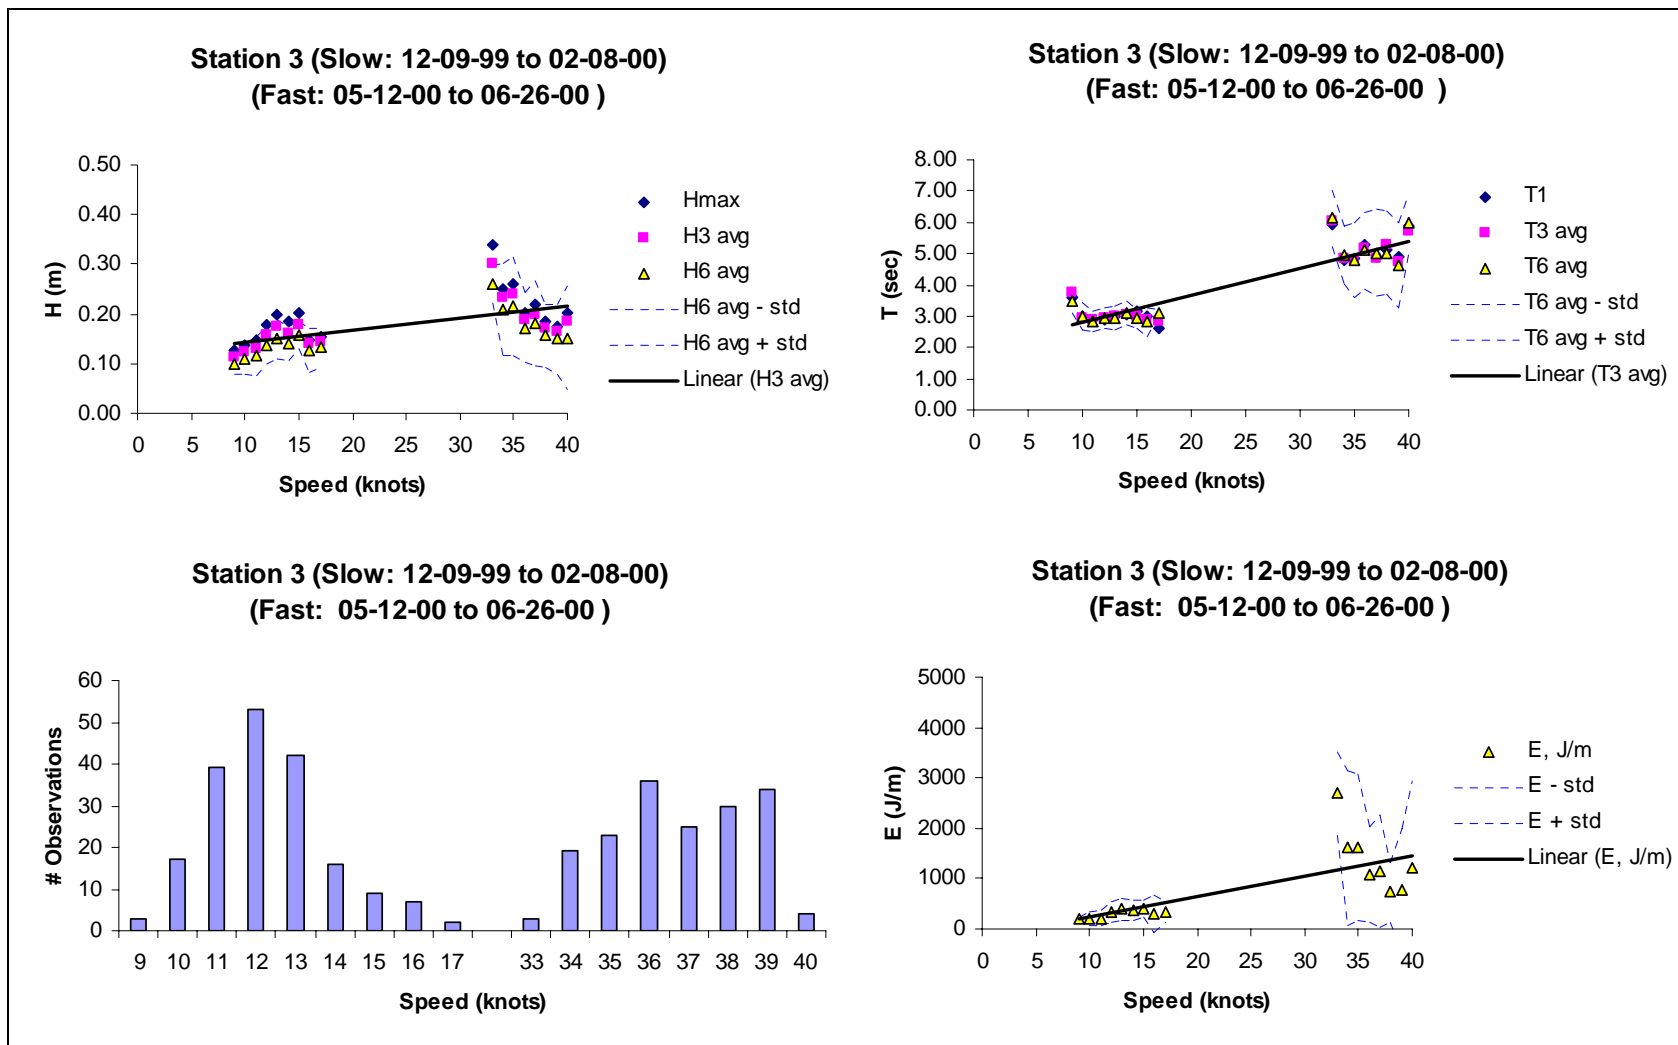 Station 3 (Slow: 12-09-99 to 02-08-00)
(Fast: 05-12-00 to 06-26-00 )
0.50
0.40
0.30
0.20
0.10
0.00
H (m)
0 5 10 15 20 25 30 35 40
Speed (knots)
Hmax
H3 avg
H6 avg
H6 avg - std
H6 avg + std
Linear (H3 avg)
Station 3 (Slow: 12-09-99 to 02-08-00)
(Fast: 05-12-00 to 06-26-00 )
8.00
7.00
6.00
5.00
4.00
3.00
2.00
1.00
0.00
T (sec)
0 5 10 15 20 25 30 35 40
Speed (knots)
T1
T3 avg
T6 avg
T6 avg - std
T6 avg + std
Linear (T3 avg)
Station 3 (Slow: 12-09-99 to 02-08-00)
(Fast: 05-12-00 to 06-26-00 )
60
50
40
30
20
10
0
# Observations
9 10 11 12 13 14 15 16 17 33 34 35 36 37 38 39 40
Speed (knots)
Station 3 (Slow: 12-09-99 to 02-08-00)
(Fast: 05-12-00 to 06-26-00 )
5000
4000
3000
2000
1000
0
E (J/m)
0 5 10 15 20 25 30 35 40
Speed (knots)
E, J/m
E - std
E + std
Linear (E, J/m)